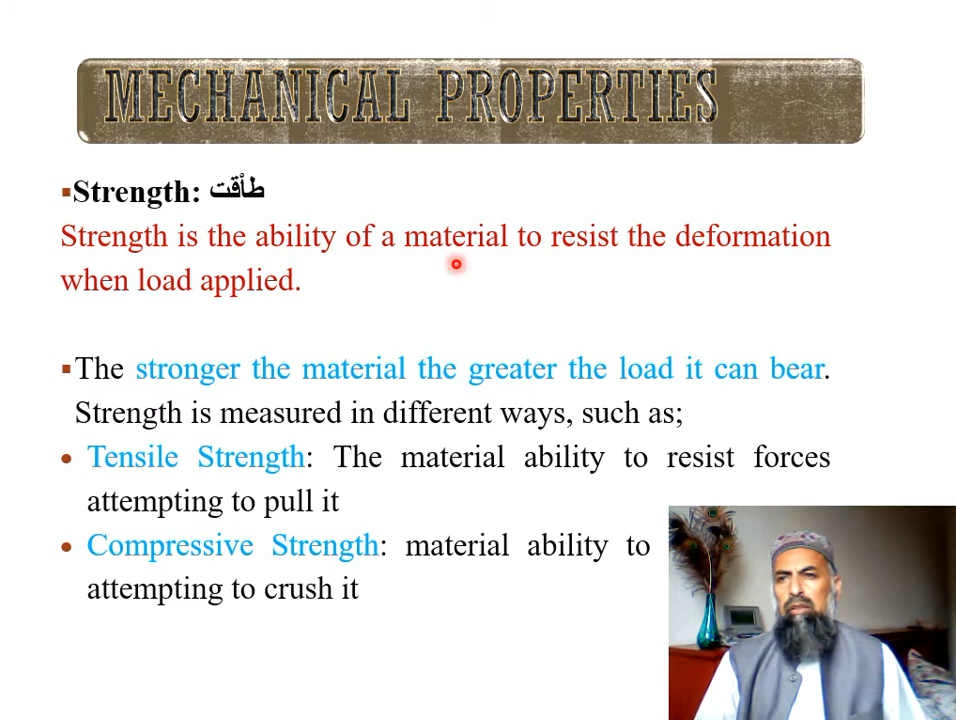 MECHANICAL PROPERTIES
▪Strength: طأقت
Strength is the ability of a material to resist the deformation
when load applied.
▪The stronger the material the greater the load it can bear.
Strength is measured in different ways, such as;
• Tensile Strength: The material ability to resist forces
attempting to pull it
• Compressive Strength: material ability to
attempting to crush it